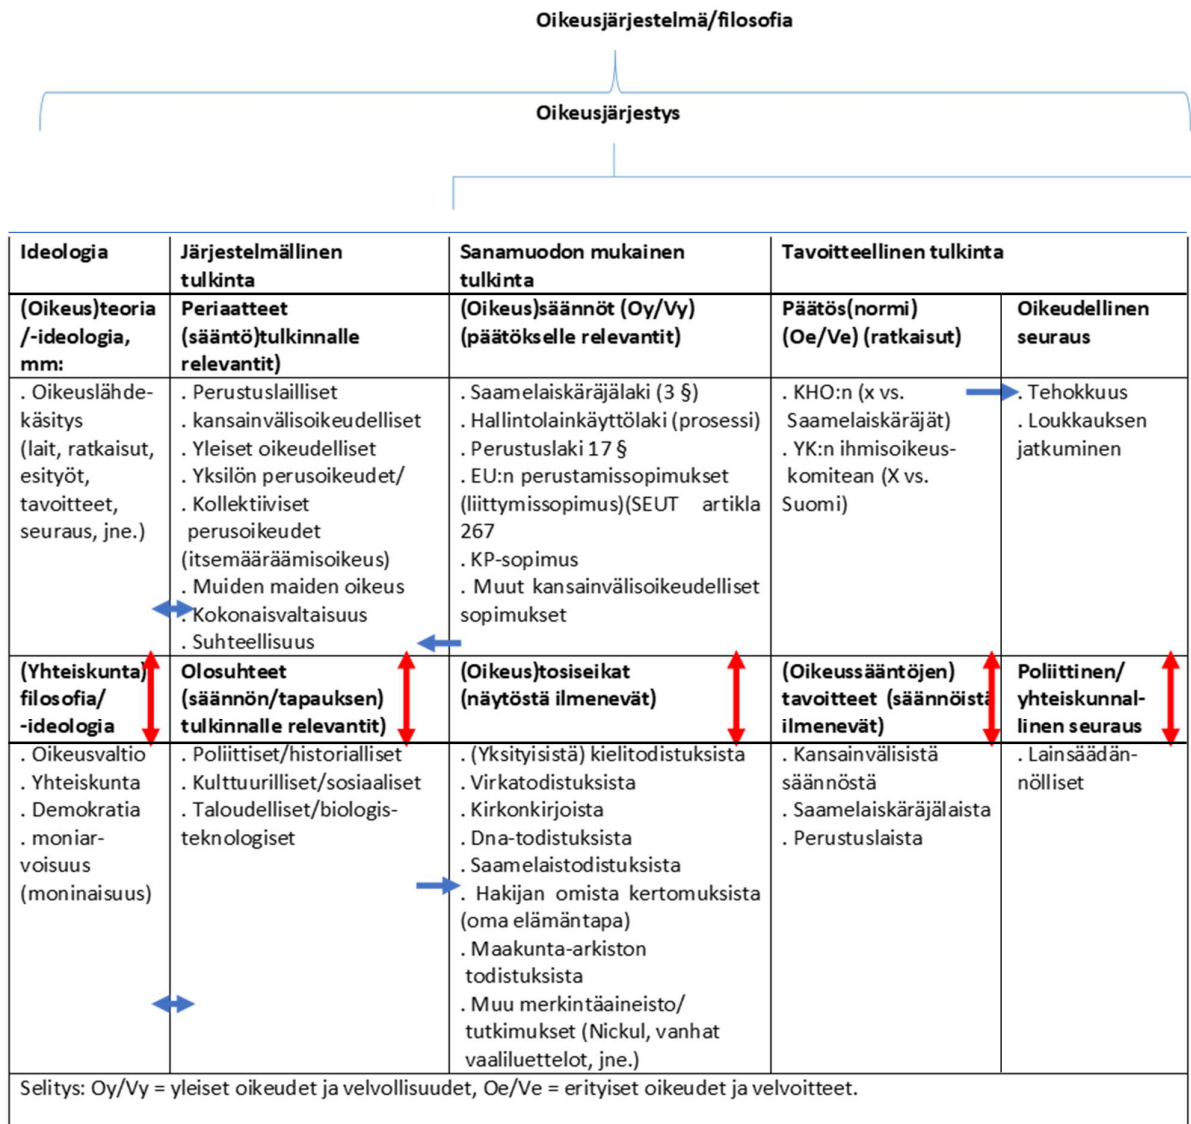 Oikeusjärjestelmä/filosofia
Oikeusjärjestys
Ideologia
Järjestelmällinen
tulkinta
Sanamuodon mukainen
tulkinta
Tavoitteellinen tulkinta
(Oikeus)teoria
/-ideologia,
mm:
Periaatteet
(sääntö)tulkinnalle
relevantit)
(Oikeus)säännöt (Oy/Vy)
(päätökselle relevantit)
Päätös(normi)
(Oe/Ve) (ratkaisut)
Oikeudellinen
seuraus
. Oikeuslähde-
käsitys
(lait, ratkaisut,
esityöt,
tavoitteet,
seuraus, jne.)
. Perustuslailliset
. kansainvälisoikeudelliset
. Yleiset oikeudelliset
. Yksilön perusoikeudet/
. Kollektiiviset
perusoikeudet
(itsemääräämisoikeus)
. Muiden maiden oikeus
. Kokonaisvaltaisuus
. Suhteellisuus
. Saamelaiskäräjälaki (3 §)
. Hallintolainkäyttölaki (prosessi)
. Perustuslaki 17 §
. EU:n perustamissopimukset
(liittymissopimus)(SEUT artikla
267
. KP-sopimus
. Muut kansainvälisoikeudelliset
sopimukset
. KHO:n (x vs.
Saamelaiskäräjät)
. YK:n ihmisoikeus-
komitean (X vs.
Suomi)
. Tehokkuus
. Loukkauksen
jatkuminen
(Yhteiskunta)
filosofia/
-ideologia
Olosuhteet
(säännön/tapauksen)
tulkinnalle relevantit)
(Oikeus)tosiseikat
(näytöstä ilmenevät)
(Oikeussääntöjen)
tavoitteet (säännöistä
ilmenevät)
Poliittinen/
yhteiskunnal-
linen seuraus
. Oikeusvaltio
. Yhteiskunta
. Demokratia
. moniar-
voisuus
(moninaisuus)
. Poliittiset/historialliset
. Kulttuurilliset/sosiaaliset
. Taloudelliset/biologis-
teknologiset
. (Yksityisistä) kielitodistuksista
. Virkatodistuksista
. Kirkonkirjoista
. Dna-todistuksista
. Saamelaistodistuksista
. Hakijan omista kertomuksista
(oma elämäntapa)
. Maakunta-arkiston
todistuksista
. Muu merkintäaineisto/
tutkimukset (Nickul, vanhat
vaaliluettelot, jne.)
. Kansainvälisistä
säännöstä
. Saamelaiskäräjälaista
. Perustuslaista
. Lainsäädän-
nölliset
Selitys: Oy/Vy = yleiset oikeudet ja velvollisuudet, Oe/Ve = erityiset oikeudet ja velvoitteet.